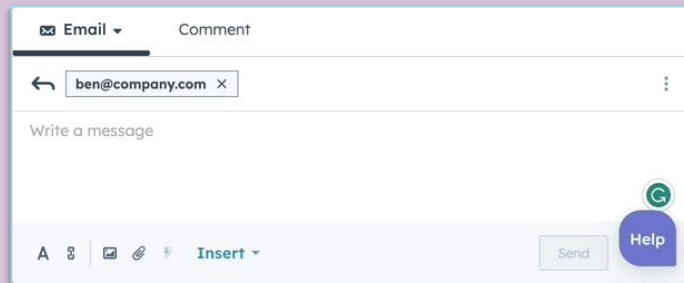 Email Comment
ben@company.com
Write a message
Insert Send
Help